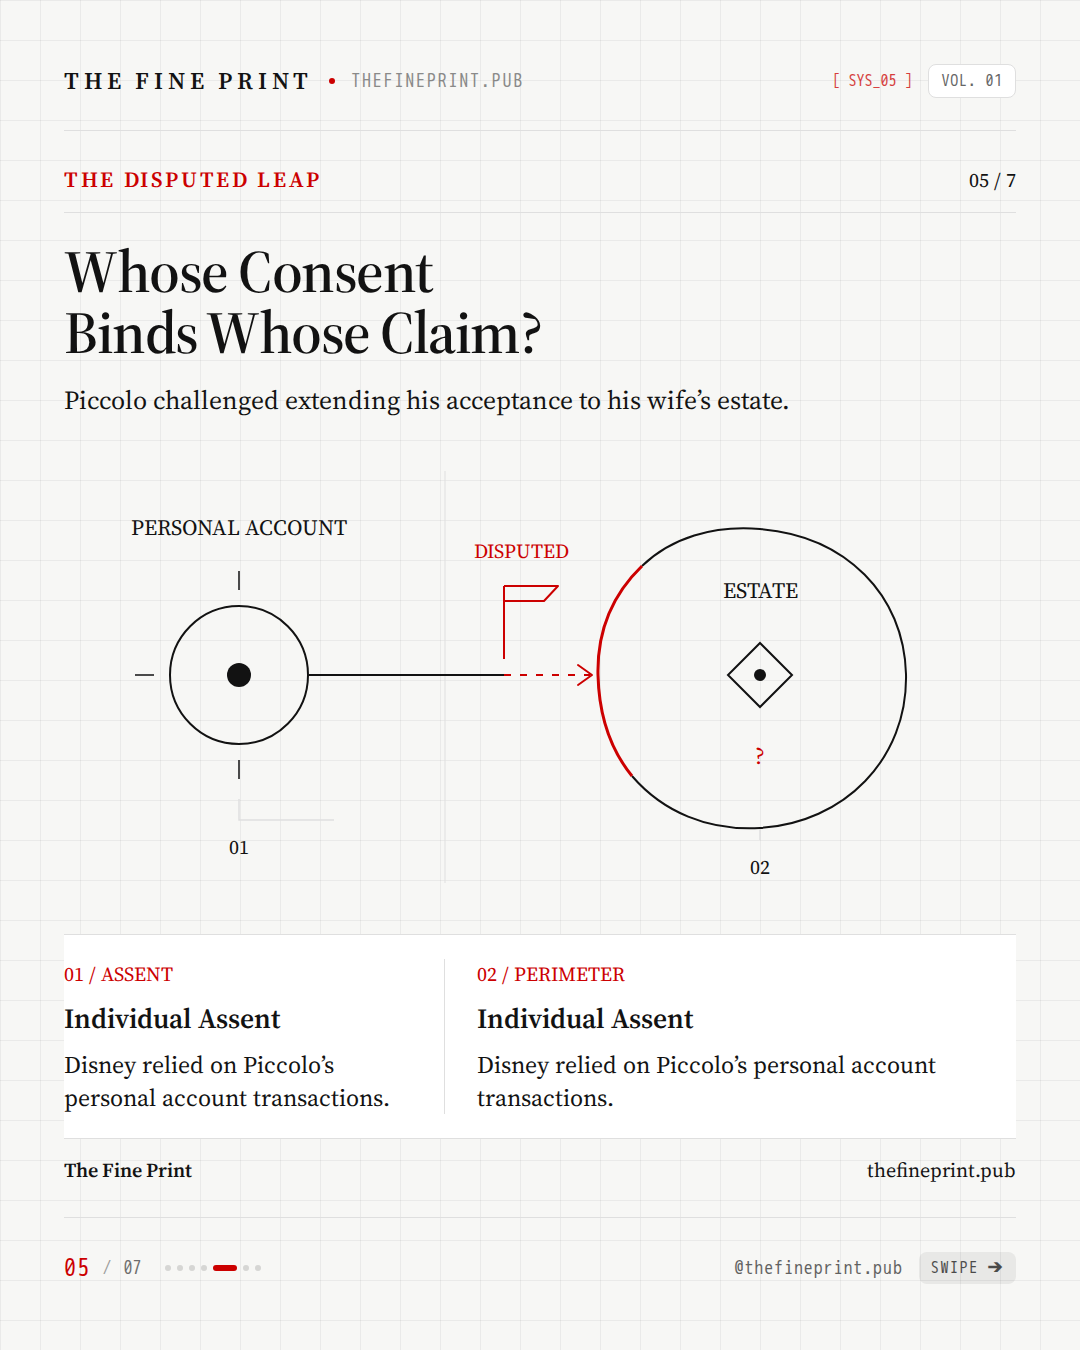 THE FINE PRINT • THEFINEPRINT.PUB
[ SYS_05 ] VOL. 01
THE DISPUTED LEAP
05 / 7
Whose Consent
Binds Whose Claim?
Piccolo challenged extending his acceptance to his wife’s estate.
PERSONAL ACCOUNT
DISPUTED
ESTATE
?
01
02
01 / ASSENT
Individual Assent
Disney relied on Piccolo’s
personal account transactions.
02 / PERIMETER
Individual Assent
Disney relied on Piccolo’s personal account
transactions.
The Fine Print
thefineprint.pub
05 / 07
@thefineprint.pub
SWIPE ➔